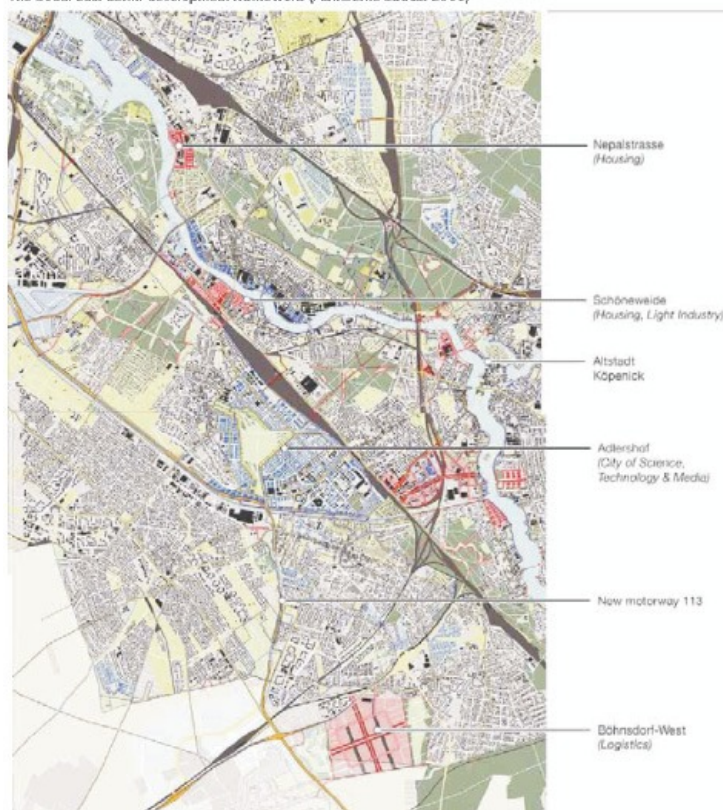 Nepalstrasse
(Housing)
Schöneweide
(Housing, Light Industry)
Altstadt
Köpenick
Adlershof
(City of Science,
Technology & Media)
New motorway 113
Böhnsdorf-West
(Logistics)